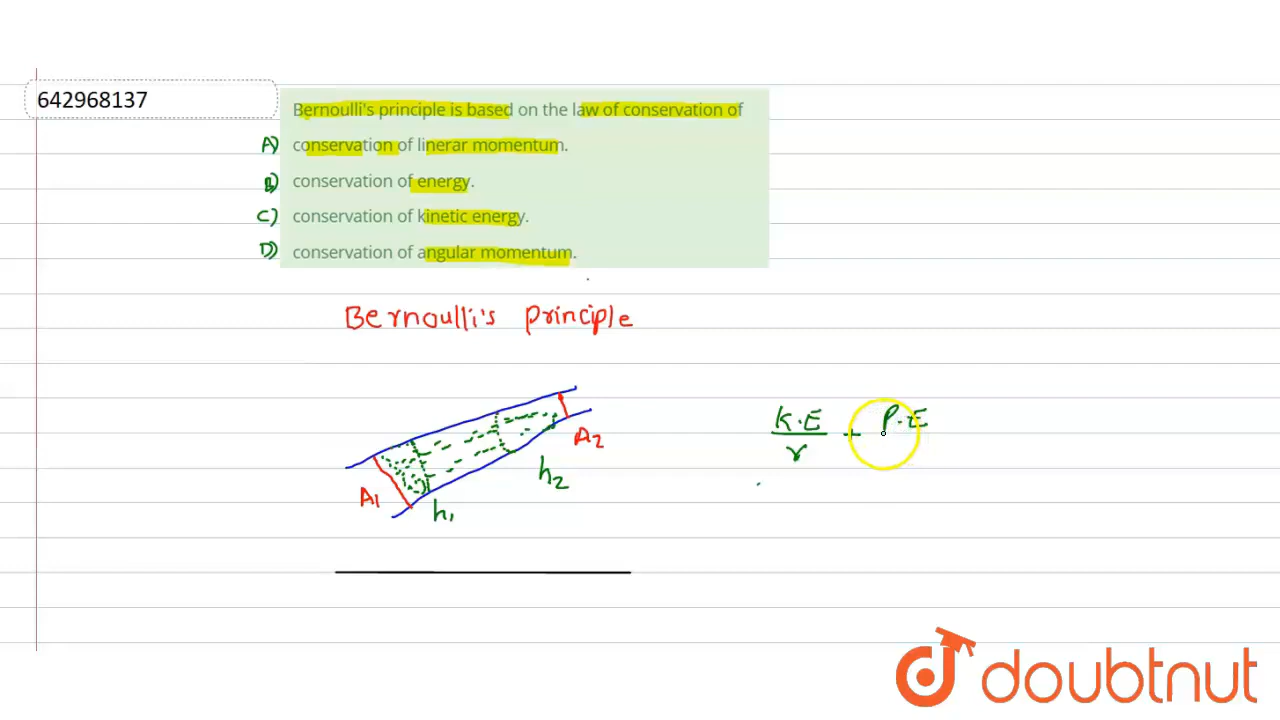 642968137
Bernoulli's principle is based on the law of conservation of
A) conservation of linerar momentum.
B) conservation of energy.
C) conservation of kinetic energy.
D) conservation of angular momentum.
Bernoulli's principle
A1
h1
h2
A2
K.E
v
+
P.E
doubtnut